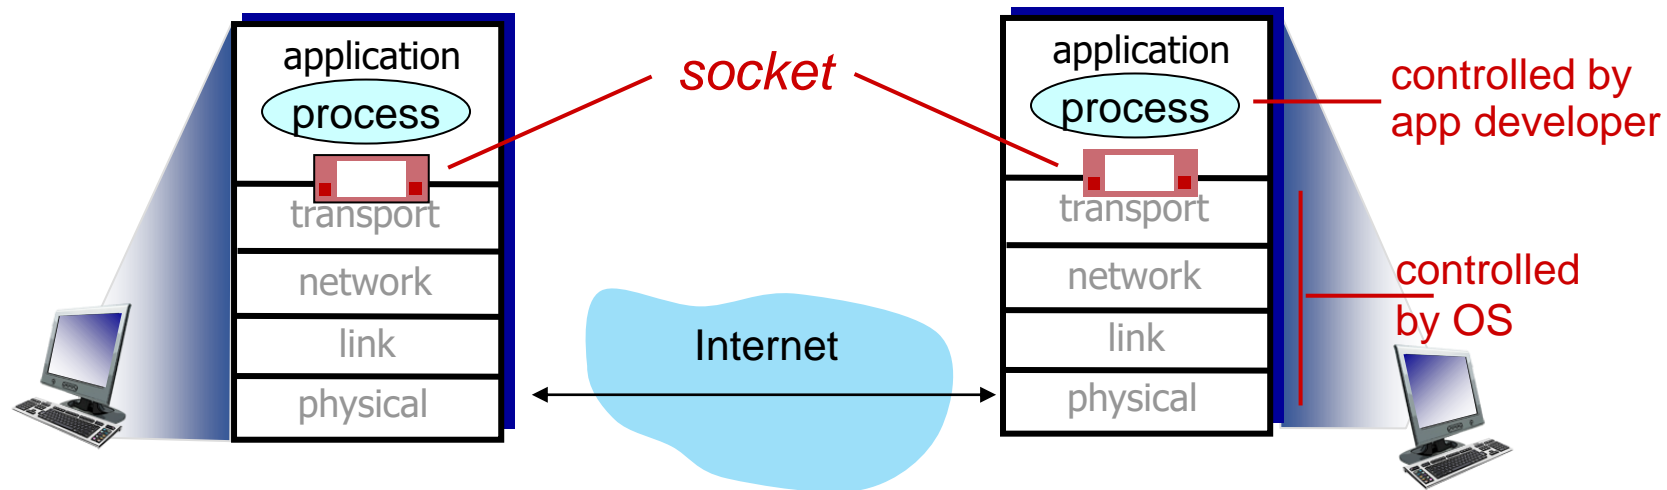 application
process
transport
network
link
physical
socket
Internet
application
process
transport
network
link
physical
controlled by
app developer
controlled
by OS